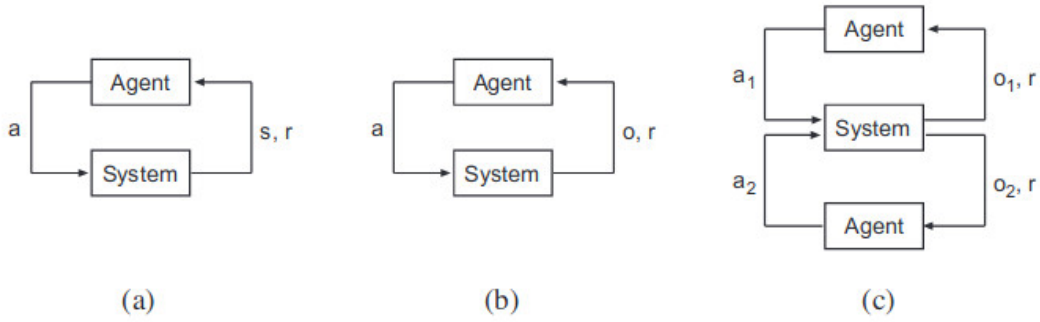 Agent
a
s, r
System
(a)
Agent
a
o, r
System
(b)
Agent
a₁
o₁, r
System
a₂
o₂, r
Agent
(c)